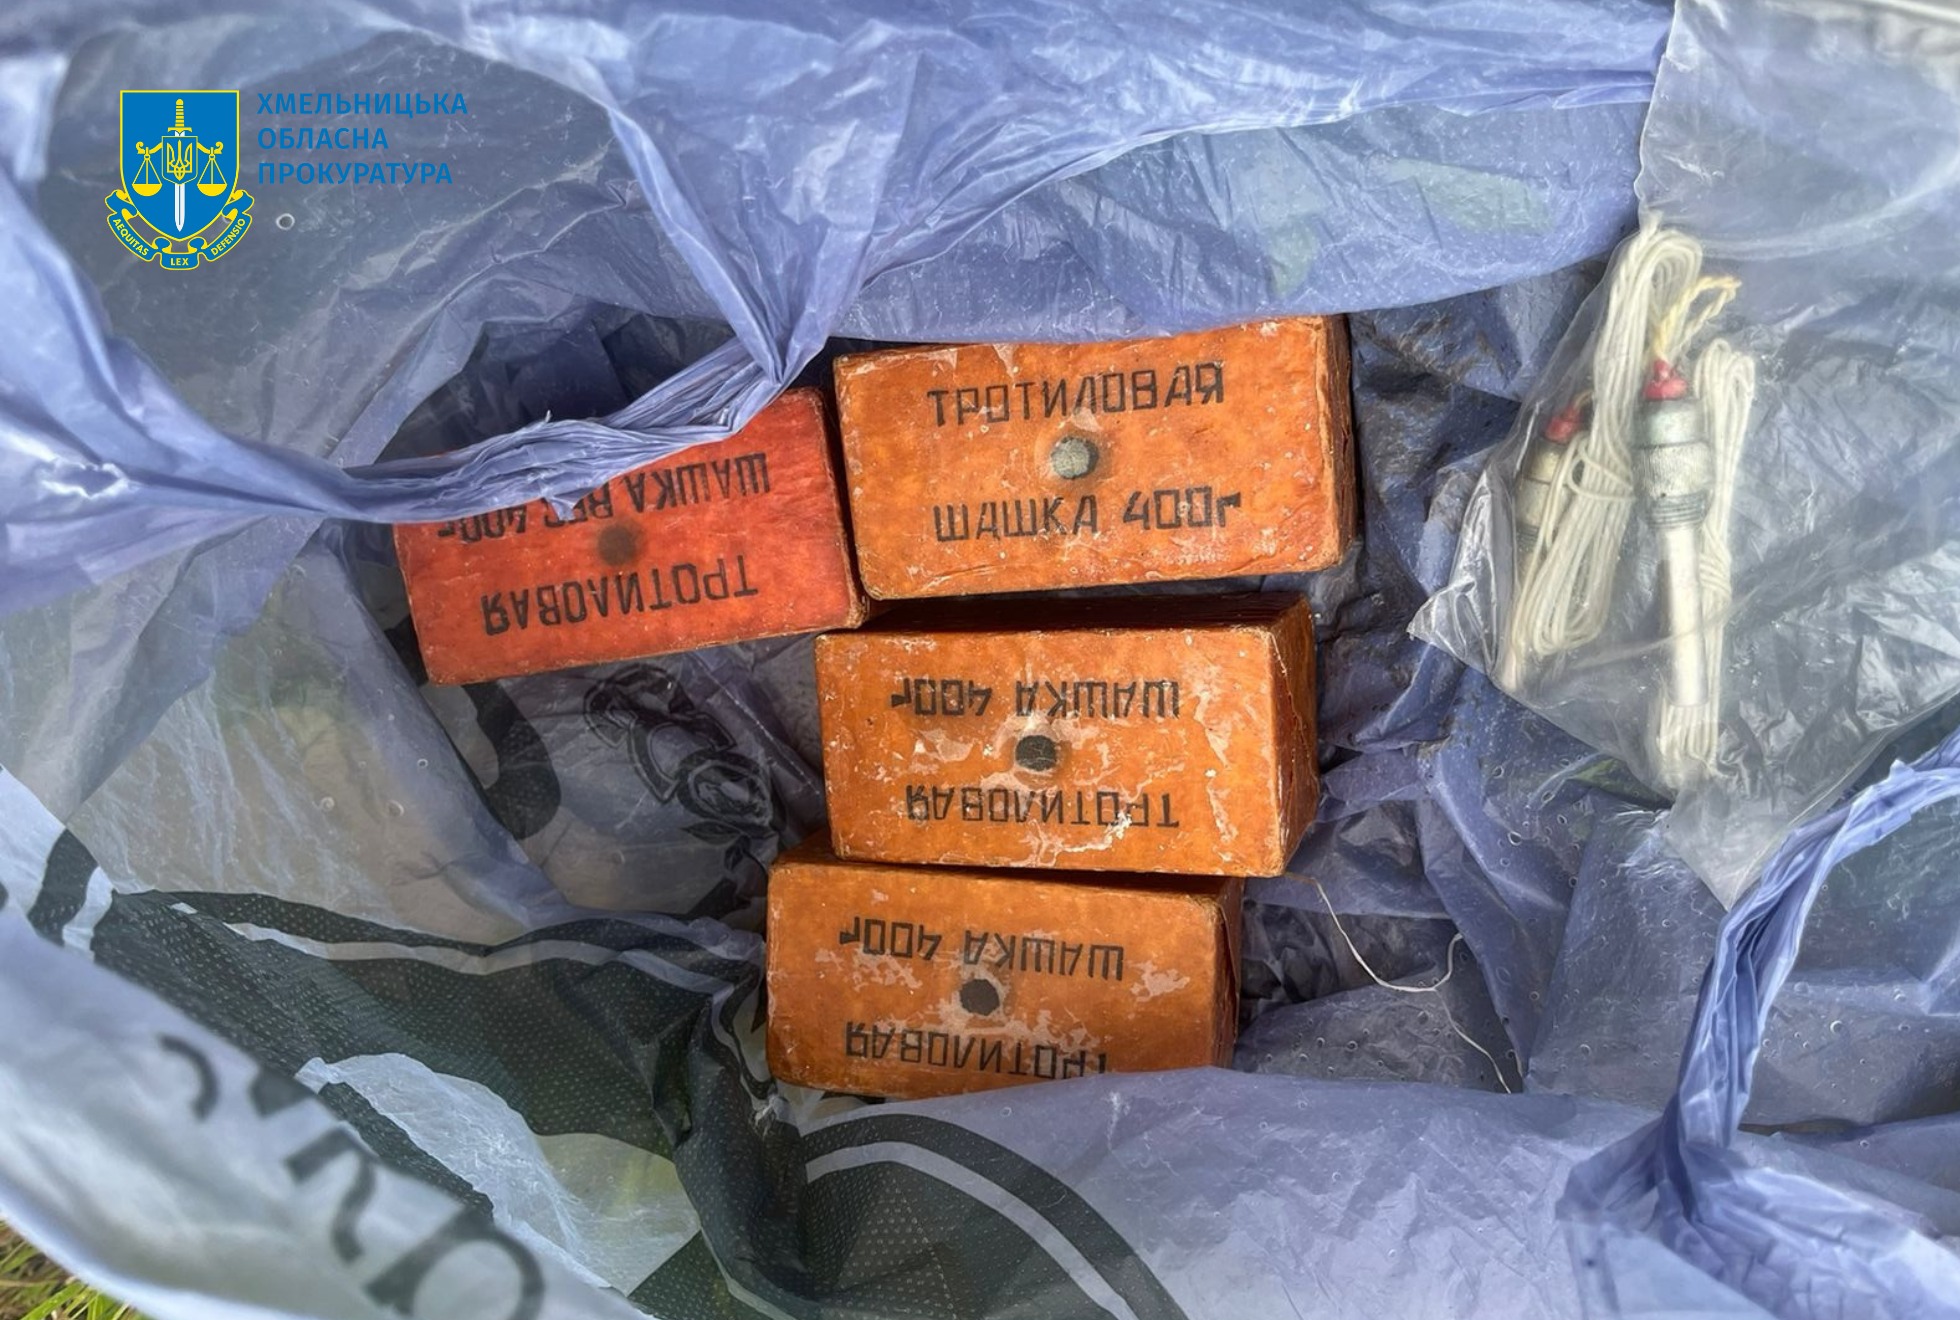 ХМЕЛЬНИЦЬКА
ОБЛАСНА
ПРОКУРАТУРА
AEQUITAS
LEX
DEFENSIO
ТРОТИЛОВАЯ
ШАШКА 400г
ТРОТИЛОВАЯ
ШАШКА ВЕС 400г
ТРОТИЛОВАЯ
ШАШКА 400г
ТРОТИЛОВАЯ
ШАШКА 400г